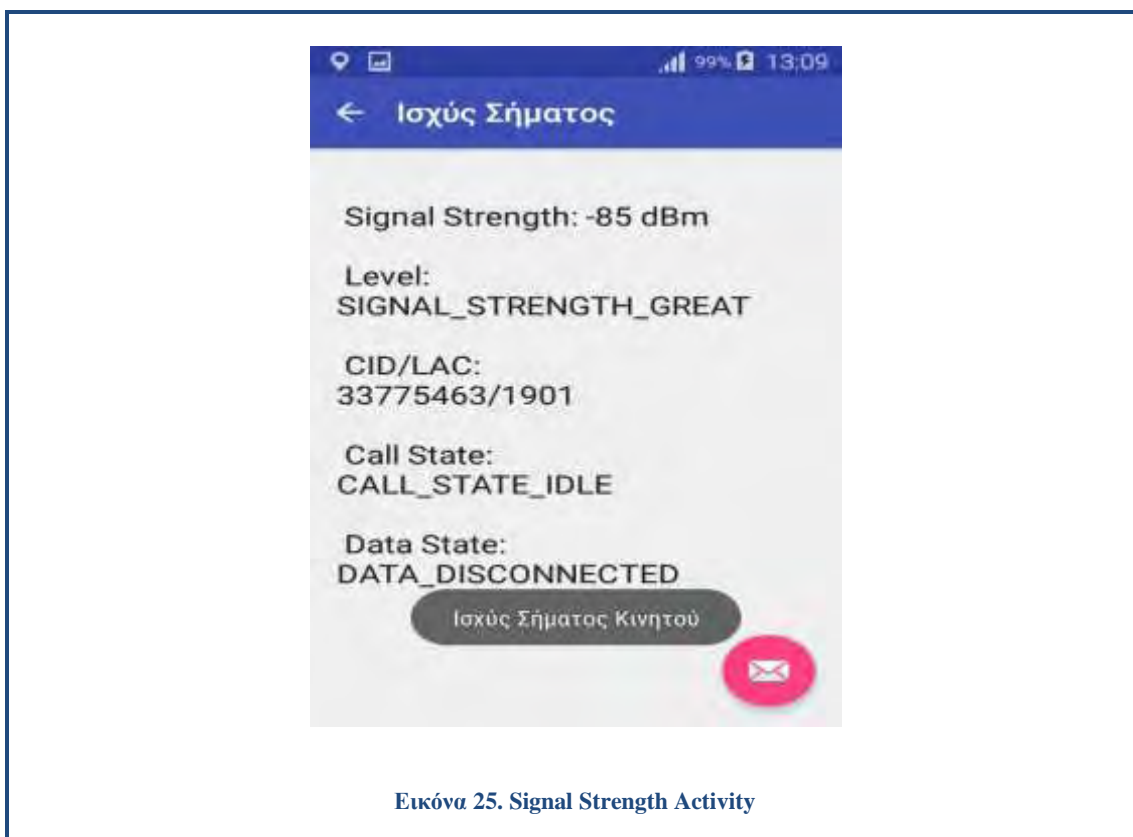 99% 13:09
Ισχύς Σήματος
Signal Strength: -85 dBm
Level:
SIGNAL_STRENGTH_GREAT
CID/LAC:
33775463/1901
Call State:
CALL_STATE_IDLE
Data State:
DATA_DISCONNECTED
Ισχύς Σήματος Κινητού
Εικόνα 25. Signal Strength Activity